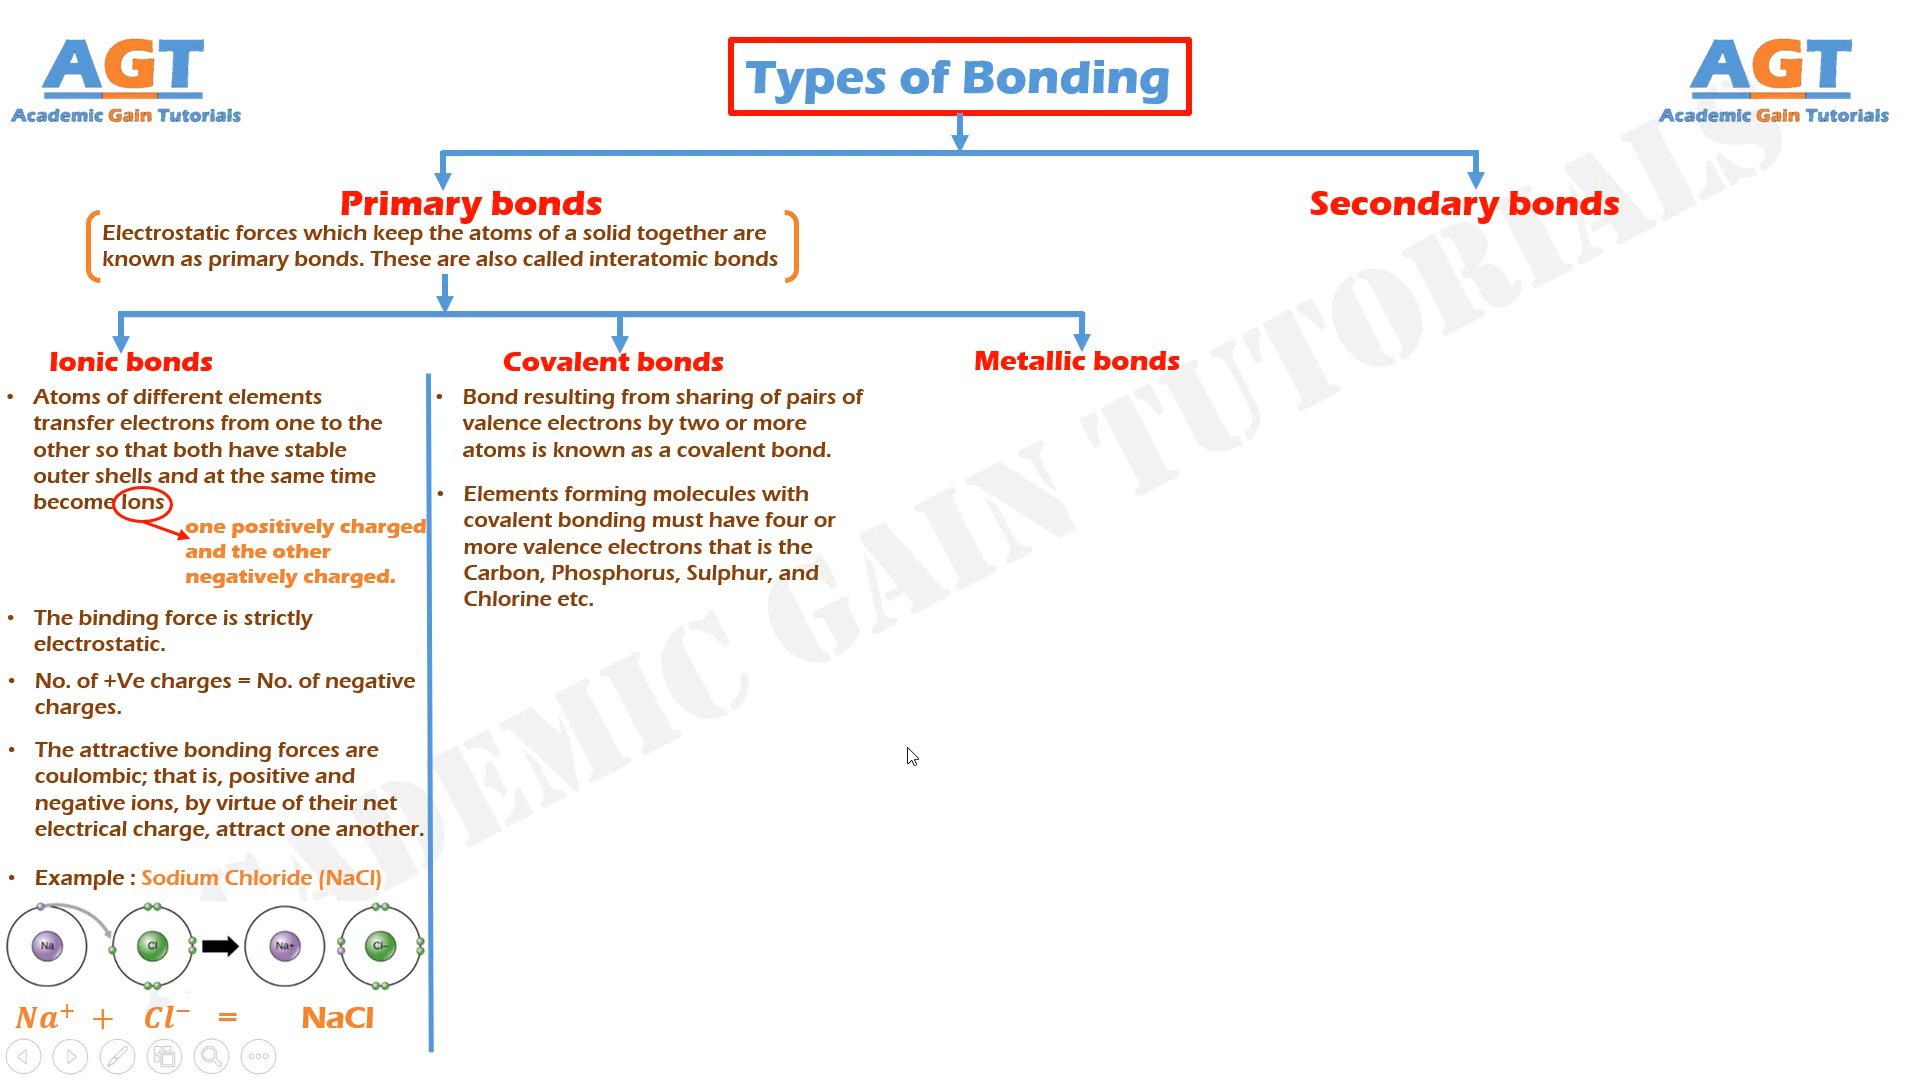 AGT
Academic Gain Tutorials
Types of Bonding
AGT
Academic Gain Tutorials
Primary bonds
Electrostatic forces which keep the atoms of a solid together are
known as primary bonds. These are also called interatomic bonds
Secondary bonds
Ionic bonds
• Atoms of different elements
transfer electrons from one to the
other so that both have stable
outer shells and at the same time
become Ions
one positively charged
and the other
negatively charged.
• The binding force is strictly
electrostatic.
• No. of +Ve charges = No. of negative
charges.
• The attractive bonding forces are
coulombic; that is, positive and
negative ions, by virtue of their net
electrical charge, attract one another.
• Example : Sodium Chloride (NaCl)
Na Cl Na+ Cl–
Na⁺ + Cl⁻ = NaCl
Covalent bonds
• Bond resulting from sharing of pairs of
valence electrons by two or more
atoms is known as a covalent bond.
• Elements forming molecules with
covalent bonding must have four or
more valence electrons that is the
Carbon, Phosphorus, Sulphur, and
Chlorine etc.
Metallic bonds
ACADEMIC GAIN TUTORIALS